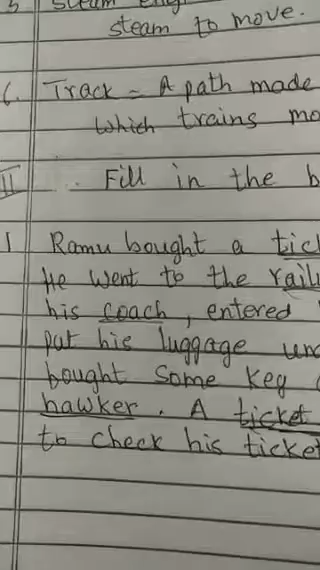 steam to move.
6. Track = A path made
which trains mo
II Fill in the b
1 Ramu bought a tic
He went to the rail
his coach, entered
put his luggage und
bought some keg
hawker. A ticket
to check his ticket